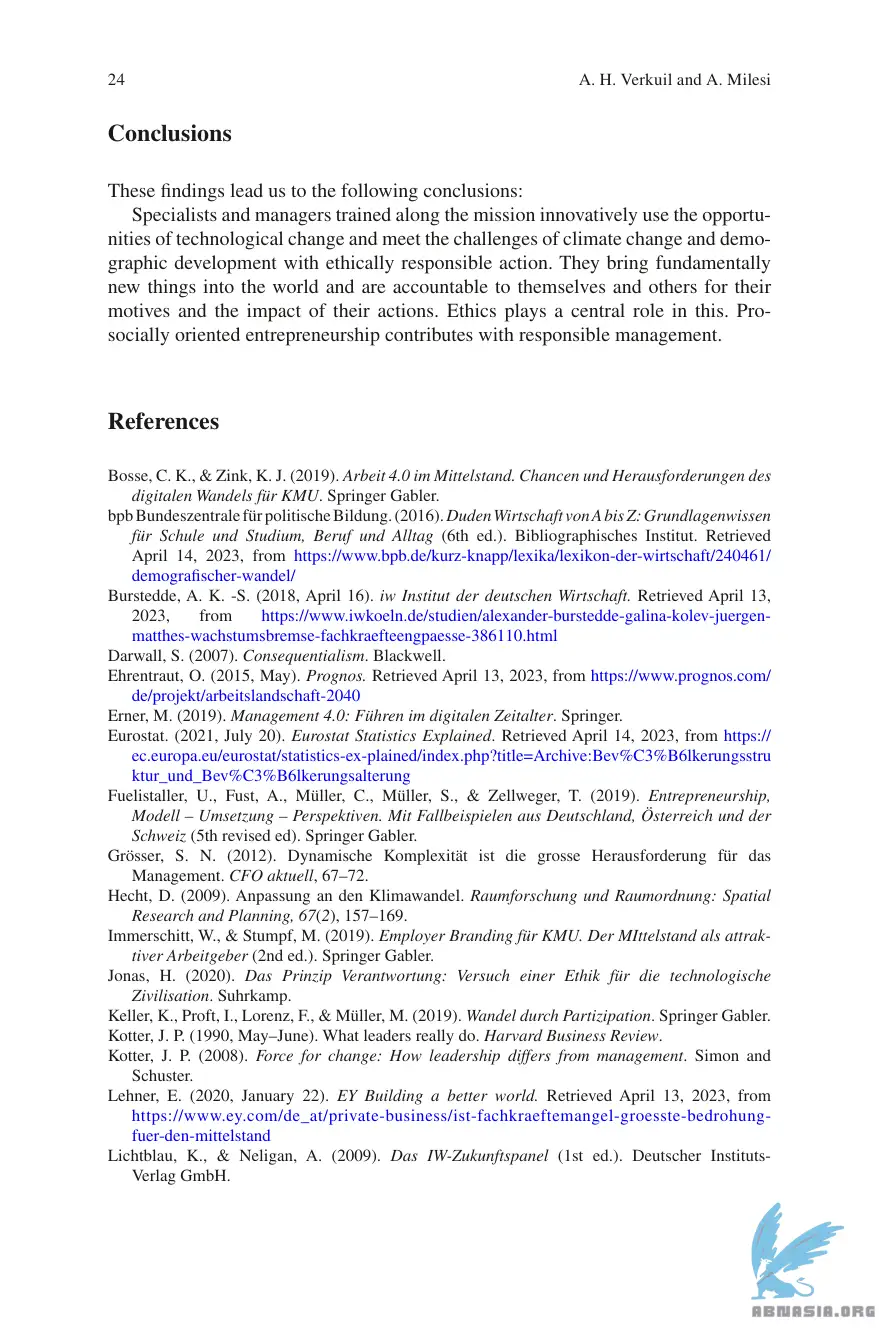 24
A. H. Verkuil and A. Milesi
Conclusions
These findings lead us to the following conclusions:
Specialists and managers trained along the mission innovatively use the opportu-
nities of technological change and meet the challenges of climate change and demo-
graphic development with ethically responsible action. They bring fundamentally
new things into the world and are accountable to themselves and others for their
motives and the impact of their actions. Ethics plays a central role in this. Pro-
socially oriented entrepreneurship contributes with responsible management.
References
Bosse, C. K., & Zink, K. J. (2019). Arbeit 4.0 im Mittelstand. Chancen und Herausforderungen des
digitalen Wandels für KMU. Springer Gabler.
bpb Bundeszentrale für politische Bildung. (2016). Duden Wirtschaft von A bis Z: Grundlagenwissen
für Schule und Studium, Beruf und Alltag (6th ed.). Bibliographisches Institut. Retrieved
April 14, 2023, from https://www.bpb.de/kurz-knapp/lexika/lexikon-der-wirtschaft/240461/
demografischer-wandel/
Burstedde, A. K. -S. (2018, April 16). iw Institut der deutschen Wirtschaft. Retrieved April 13,
2023, from https://www.iwkoeln.de/studien/alexander-burstedde-galina-kolev-juergen-
matthes-wachstumsbremse-fachkraefteengpaesse-386110.html
Darwall, S. (2007). Consequentialism. Blackwell.
Ehrentraut, O. (2015, May). Prognos. Retrieved April 13, 2023, from https://www.prognos.com/
de/projekt/arbeitslandschaft-2040
Erner, M. (2019). Management 4.0: Führen im digitalen Zeitalter. Springer.
Eurostat. (2021, July 20). Eurostat Statistics Explained. Retrieved April 14, 2023, from https://
ec.europa.eu/eurostat/statistics-ex-plained/index.php?title=Archive:Bev%C3%B6lkerungsstru
ktur_und_Bev%C3%B6lkerungsalterung
Fuelistaller, U., Fust, A., Müller, C., Müller, S., & Zellweger, T. (2019). Entrepreneurship,
Modell – Umsetzung – Perspektiven. Mit Fallbeispielen aus Deutschland, Österreich und der
Schweiz (5th revised ed). Springer Gabler.
Grösser, S. N. (2012). Dynamische Komplexität ist die grosse Herausforderung für das
Management. CFO aktuell, 67–72.
Hecht, D. (2009). Anpassung an den Klimawandel. Raumforschung und Raumordnung: Spatial
Research and Planning, 67(2), 157–169.
Immerschitt, W., & Stumpf, M. (2019). Employer Branding für KMU. Der MIttelstand als attrak-
tiver Arbeitgeber (2nd ed.). Springer Gabler.
Jonas, H. (2020). Das Prinzip Verantwortung: Versuch einer Ethik für die technologische
Zivilisation. Suhrkamp.
Keller, K., Proft, I., Lorenz, F., & Müller, M. (2019). Wandel durch Partizipation. Springer Gabler.
Kotter, J. P. (1990, May–June). What leaders really do. Harvard Business Review.
Kotter, J. P. (2008). Force for change: How leadership differs from management. Simon and
Schuster.
Lehner, E. (2020, January 22). EY Building a better world. Retrieved April 13, 2023, from
https://www.ey.com/de_at/private-business/ist-fachkraeftemangel-groesste-bedrohung-
fuer-den-mittelstand
Lichtblau, K., & Neligan, A. (2009). Das IW-Zukunftspanel (1st ed.). Deutscher Instituts-
Verlag GmbH.
ABNASIA.ORG